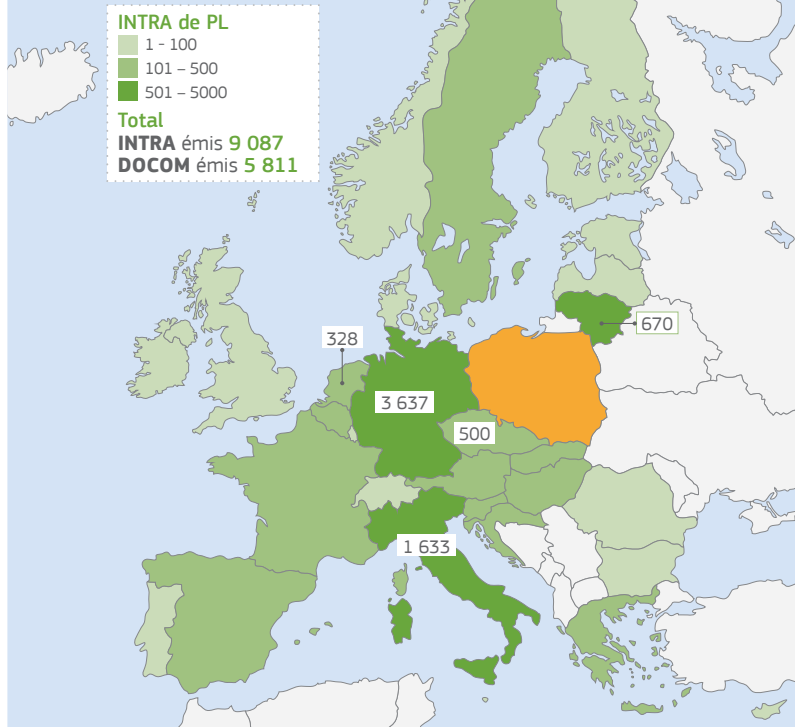 INTRA de PL
1 - 100
101 – 500
501 – 5000
Total
INTRA émis 9 087
DOCOM émis 5 811
670
328
3 637
500
1 633